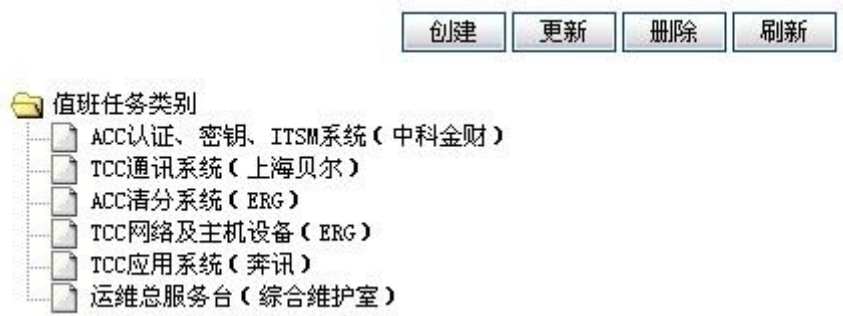 创建 更新 删除 刷新
值班任务类别
ACC认证、密钥、ITSM系统(中科金财)
TCC通讯系统(上海贝尔)
ACC清分系统(ERG)
TCC网络及主机设备(ERG)
TCC应用系统(奔讯)
运维总服务台(综合维护室)